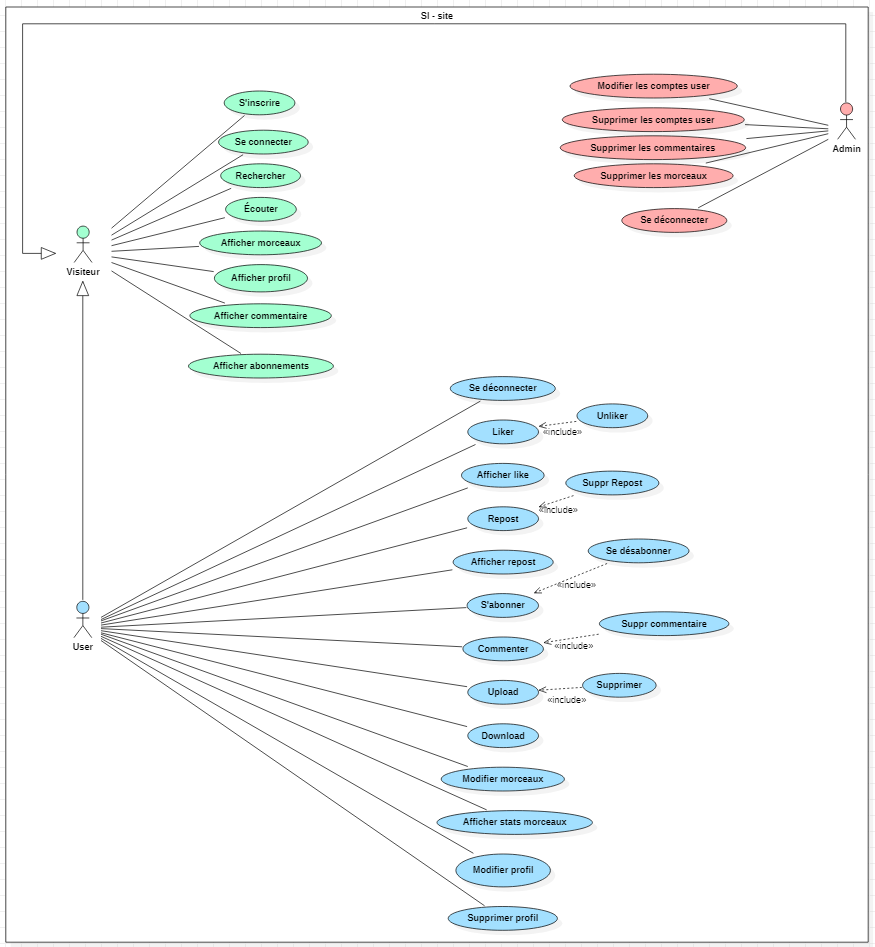 SI - site
S'inscrire
Se connecter
Rechercher
Écouter
Afficher morceaux
Afficher profil
Afficher commentaire
Afficher abonnements
Visiteur
Modifier les comptes user
Supprimer les comptes user
Supprimer les commentaires
Supprimer les morceaux
Se déconnecter
Admin
Se déconnecter
Liker
Unliker
«include»
Afficher like
Repost
Suppr Repost
«include»
Afficher repost
S'abonner
Se désabonner
«include»
Commenter
Suppr commentaire
«include»
Upload
Supprimer
«include»
Download
Modifier morceaux
Afficher stats morceaux
Modifier profil
Supprimer profil
User